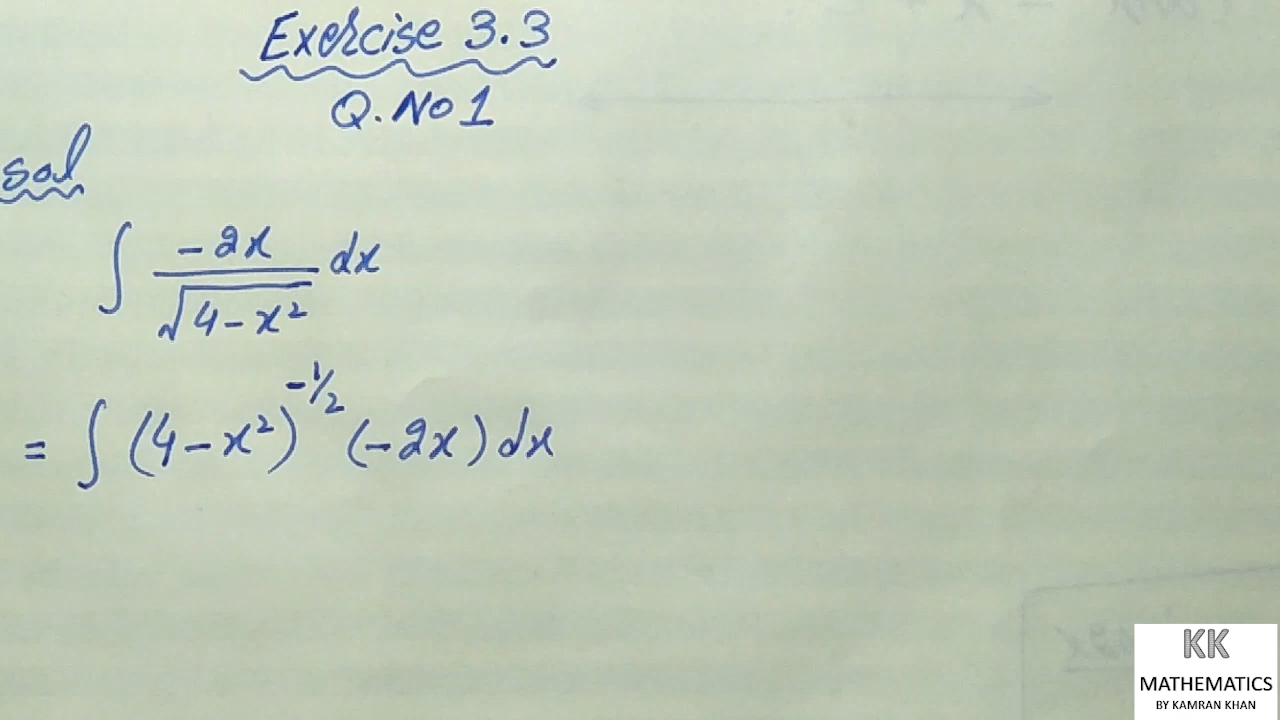 Exercise 3.3
Q.No 1
sol
∫ -2x/√(4-x²) dx
= ∫ (4-x²)^(-1/2) (-2x) dx
KK
MATHEMATICS
BY KAMRAN KHAN